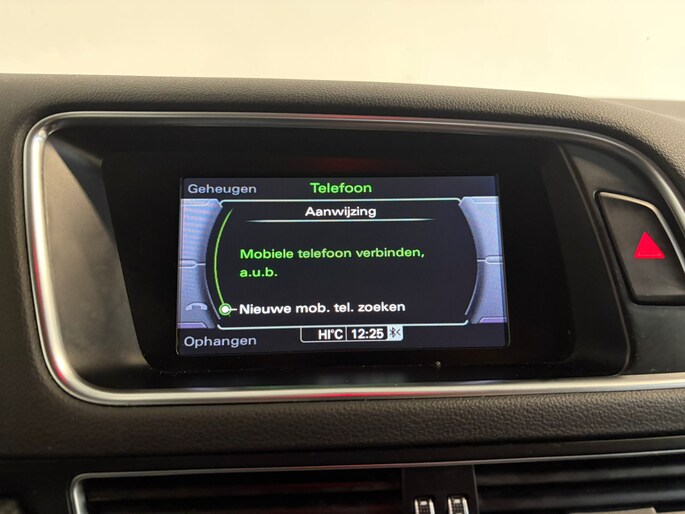 Geheugen
Telefoon
Aanwijzing
Mobiele telefoon verbinden,
a.u.b.
Nieuwe mob. tel. zoeken
Ophangen
HI°C 12:25